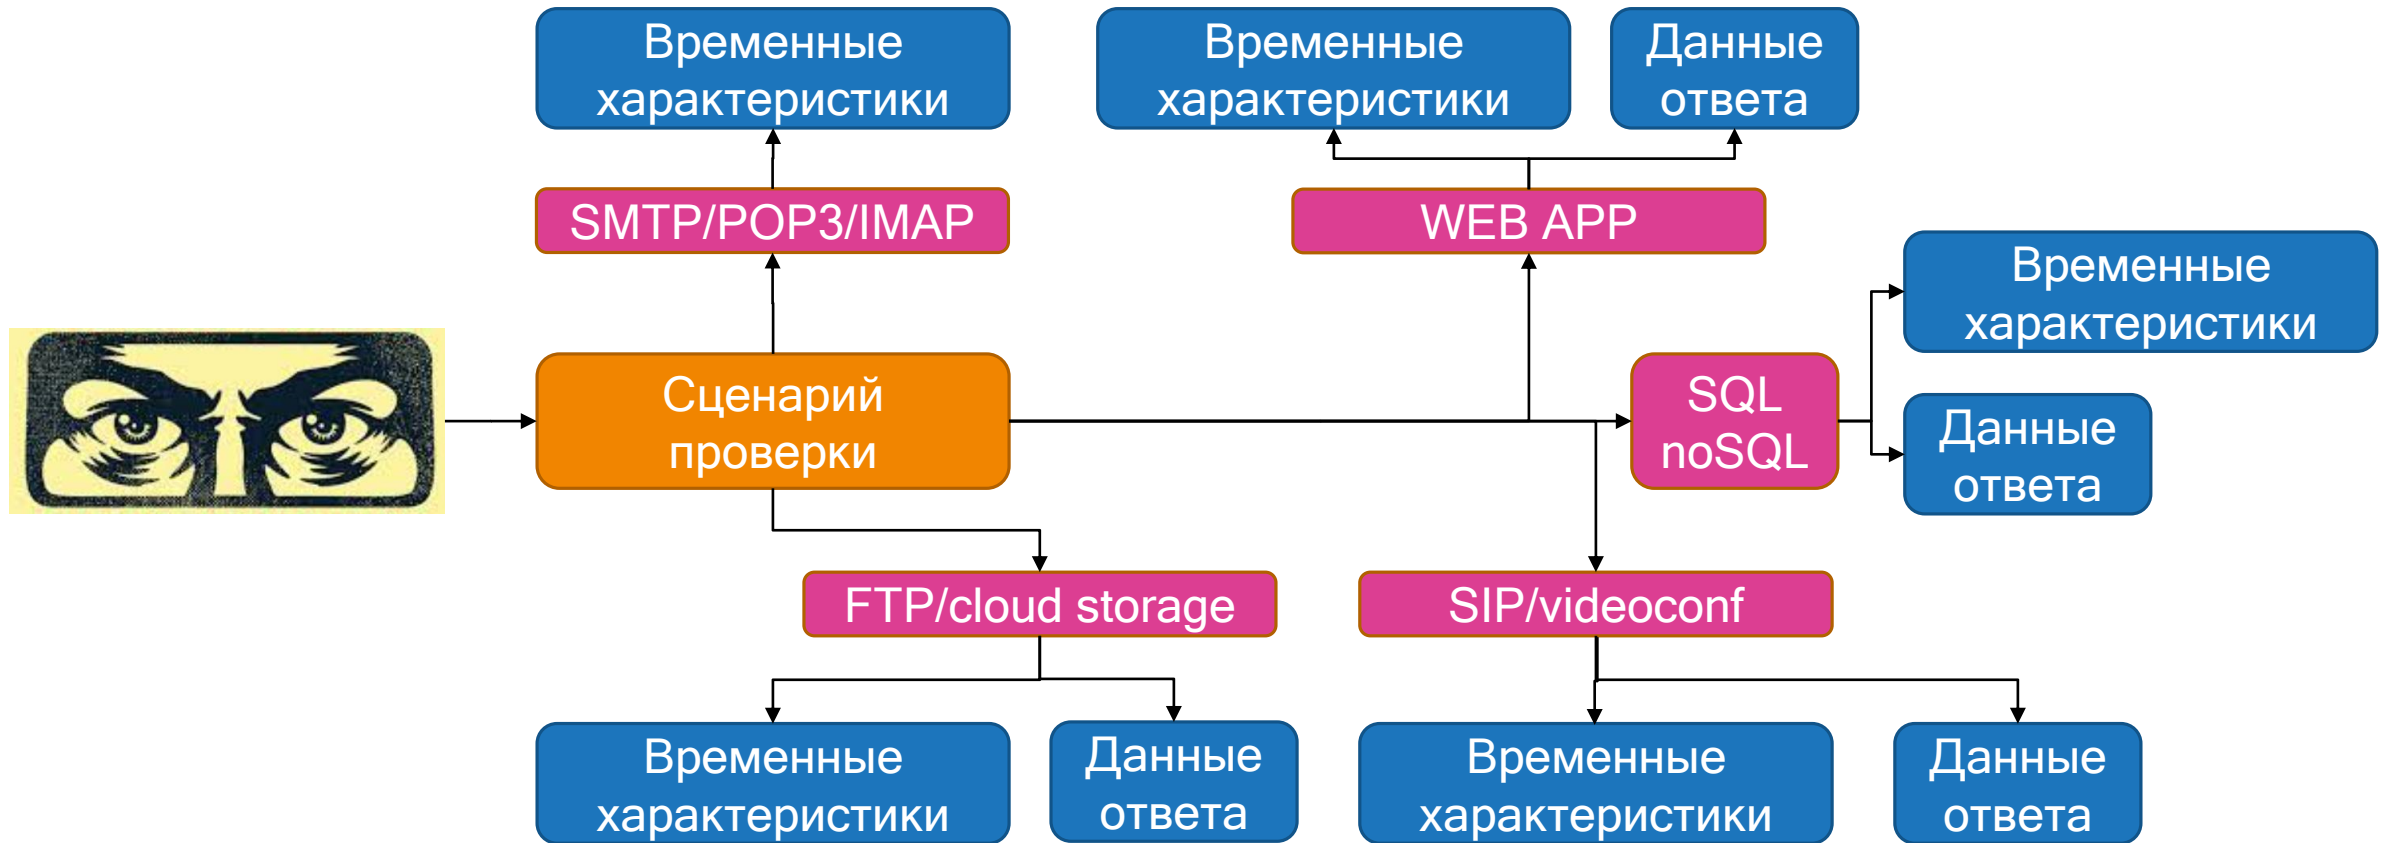 Временные
характеристики
Временные
характеристики
Данные
ответа
SMTP/POP3/IMAP
WEB APP
Временные
характеристики
Сценарий
проверки
SQL
noSQL
Данные
ответа
FTP/cloud storage
SIP/videoconf
Временные
характеристики
Данные
ответа
Временные
характеристики
Данные
ответа